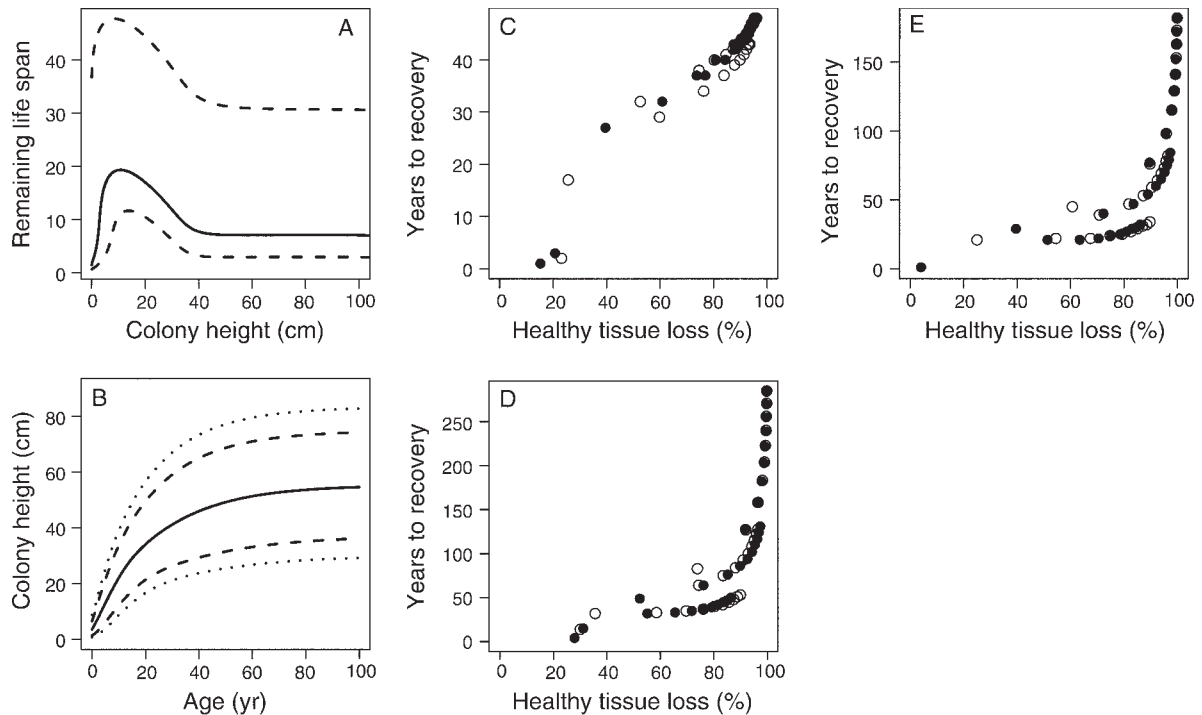 A
Remaining life span
40
30
20
10
0
0 20 40 60 80 100
Colony height (cm)
B
Colony height (cm)
80
60
40
20
0
0 20 40 60 80 100
Age (yr)
C
Years to recovery
40
30
20
10
0
0 20 40 60 80 100
Healthy tissue loss (%)
D
Years to recovery
250
200
150
100
50
0
0 20 40 60 80 100
Healthy tissue loss (%)
E
Years to recovery
150
100
50
0
0 20 40 60 80 100
Healthy tissue loss (%)